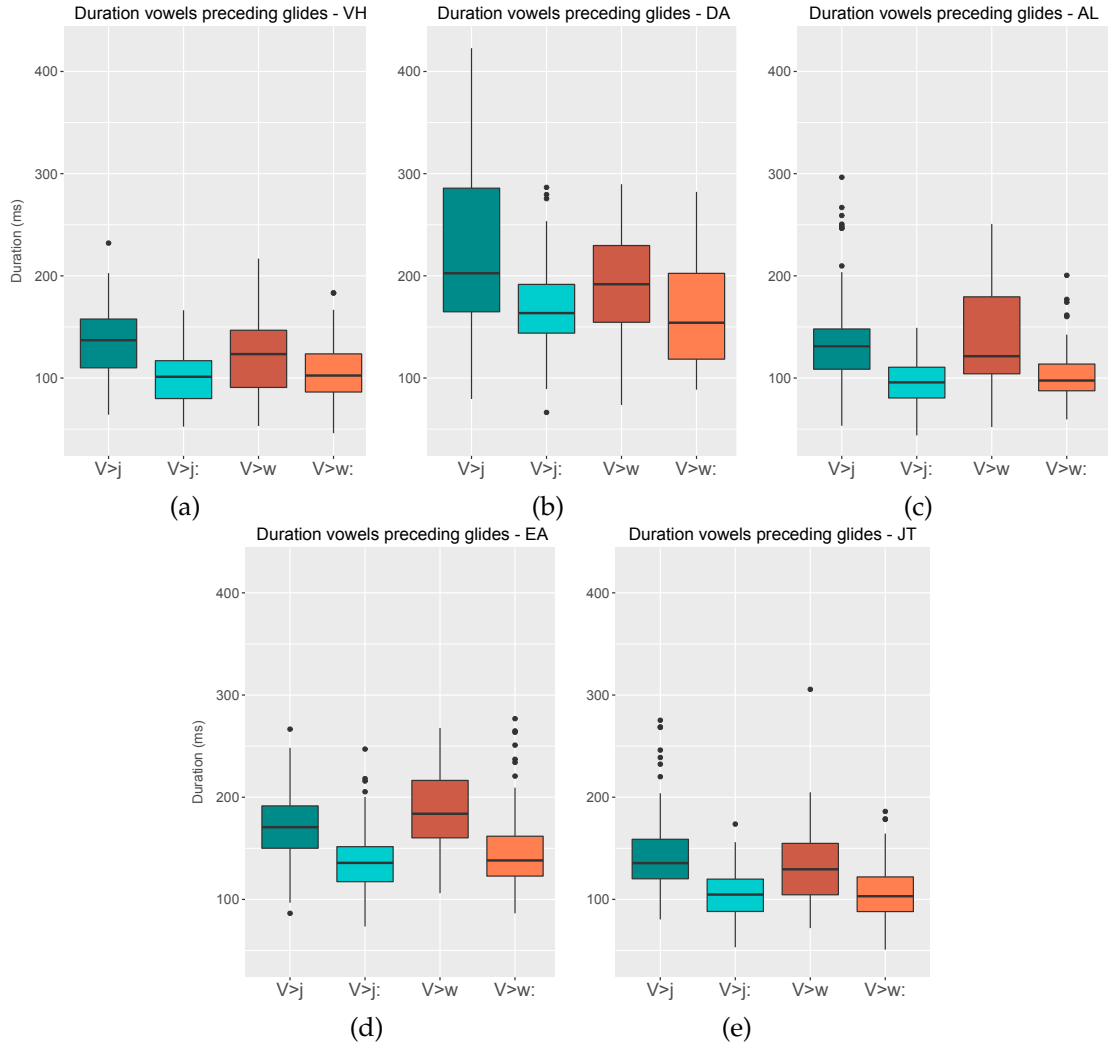 Duration vowels preceding glides - VH
Duration vowels preceding glides - DA
Duration vowels preceding glides - AL
400
300
200
100
Duration (ms)
V>j V>j: V>w V>w:
400
300
200
100
V>j V>j: V>w V>w:
400
300
200
100
V>j V>j: V>w V>w:
(a)
(b)
(c)
Duration vowels preceding glides - EA
Duration vowels preceding glides - JT
400
300
200
100
Duration (ms)
V>j V>j: V>w V>w:
400
300
200
100
V>j V>j: V>w V>w:
(d)
(e)